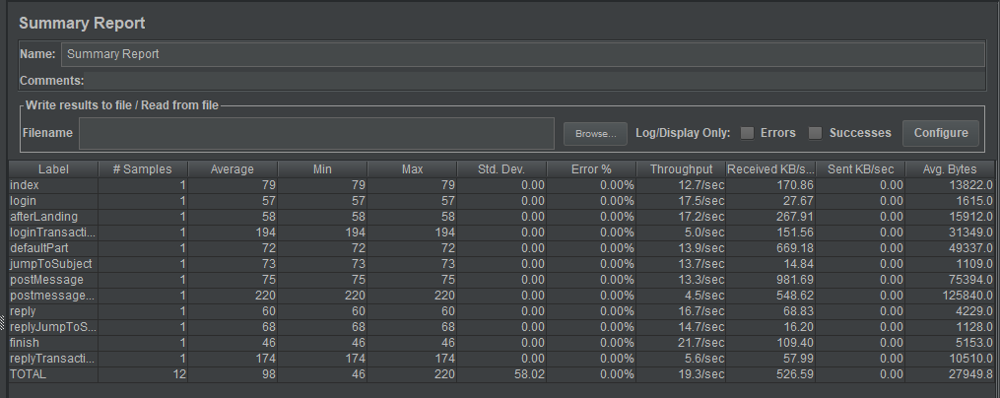 Summary Report
Name: Summary Report
Comments:
Write results to file / Read from file
Filename Browse... Log/Display Only: Errors Successes Configure
Label # Samples Average Min Max Std. Dev. Error % Throughput Received KB/s... Sent KB/sec Avg. Bytes
index 1 79 79 79 0.00 0.00% 12.7/sec 170.86 0.00 13822.0
login 1 57 57 57 0.00 0.00% 17.5/sec 27.67 0.00 1615.0
afterLanding 1 58 58 58 0.00 0.00% 17.2/sec 267.91 0.00 15912.0
loginTransacti... 1 194 194 194 0.00 0.00% 5.0/sec 151.56 0.00 31349.0
defaultPart 1 72 72 72 0.00 0.00% 13.9/sec 669.18 0.00 49337.0
jumpToSubject 1 73 73 73 0.00 0.00% 13.7/sec 14.84 0.00 1109.0
postMessage 1 75 75 75 0.00 0.00% 13.3/sec 981.69 0.00 75394.0
postmessage... 1 220 220 220 0.00 0.00% 4.5/sec 548.62 0.00 125840.0
reply 1 60 60 60 0.00 0.00% 16.7/sec 68.83 0.00 4229.0
replyJumpToS... 1 68 68 68 0.00 0.00% 14.7/sec 16.20 0.00 1128.0
finish 1 46 46 46 0.00 0.00% 21.7/sec 109.40 0.00 5153.0
replyTransacti... 1 174 174 174 0.00 0.00% 5.6/sec 57.99 0.00 10510.0
TOTAL 12 98 46 220 58.02 0.00% 19.3/sec 526.59 0.00 27949.8